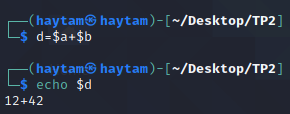 ┌──(haytam㉿haytam)-[~/Desktop/TP2]
└─$ d=$a+$b
┌──(haytam㉿haytam)-[~/Desktop/TP2]
└─$ echo $d
12+42